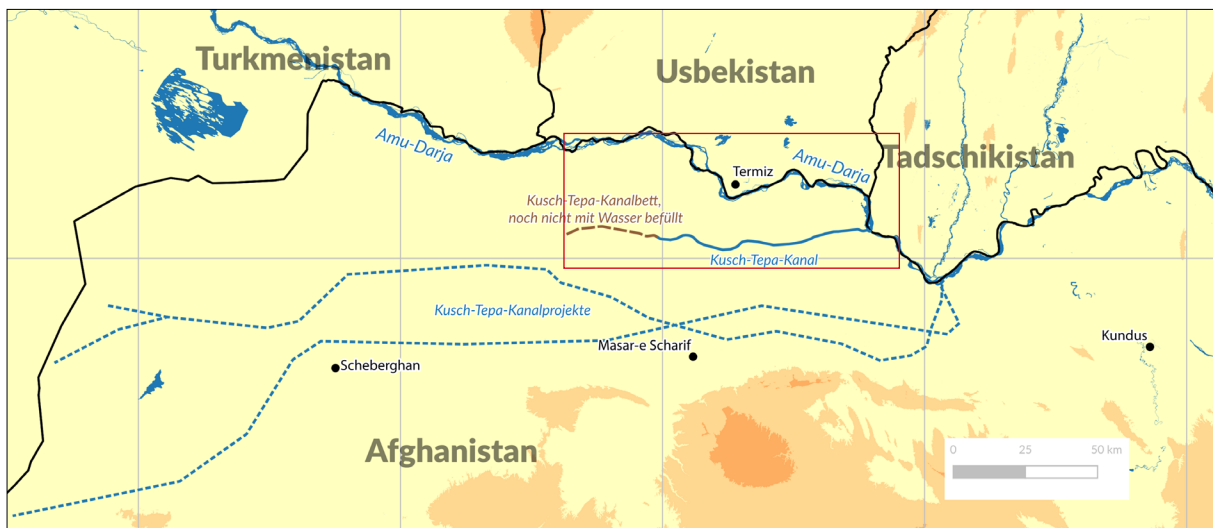 Turkmenistan
Usbekistan
Amu-Darja
Amu-Darja
Tadschikistan
Termiz
Kusch-Tepa-Kanalbett,
noch nicht mit Wasser befüllt
Kusch-Tepa-Kanal
Kusch-Tepa-Kanalprojekte
Masar-e Scharif
Kundus
Scheberghan
Afghanistan
0 25 50 km